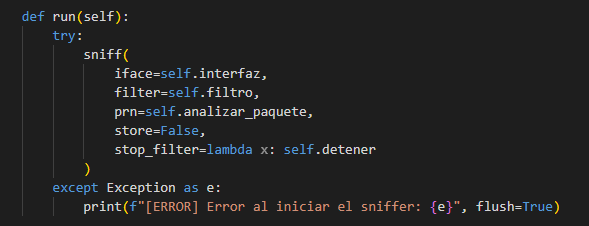 def run(self):
    try:
        sniff(
            iface=self.interfaz,
            filter=self.filtro,
            prn=self.analizar_paquete,
            store=False,
            stop_filter=lambda x: self.detener
        )
    except Exception as e:
        print(f"[ERROR] Error al iniciar el sniffer: {e}", flush=True)